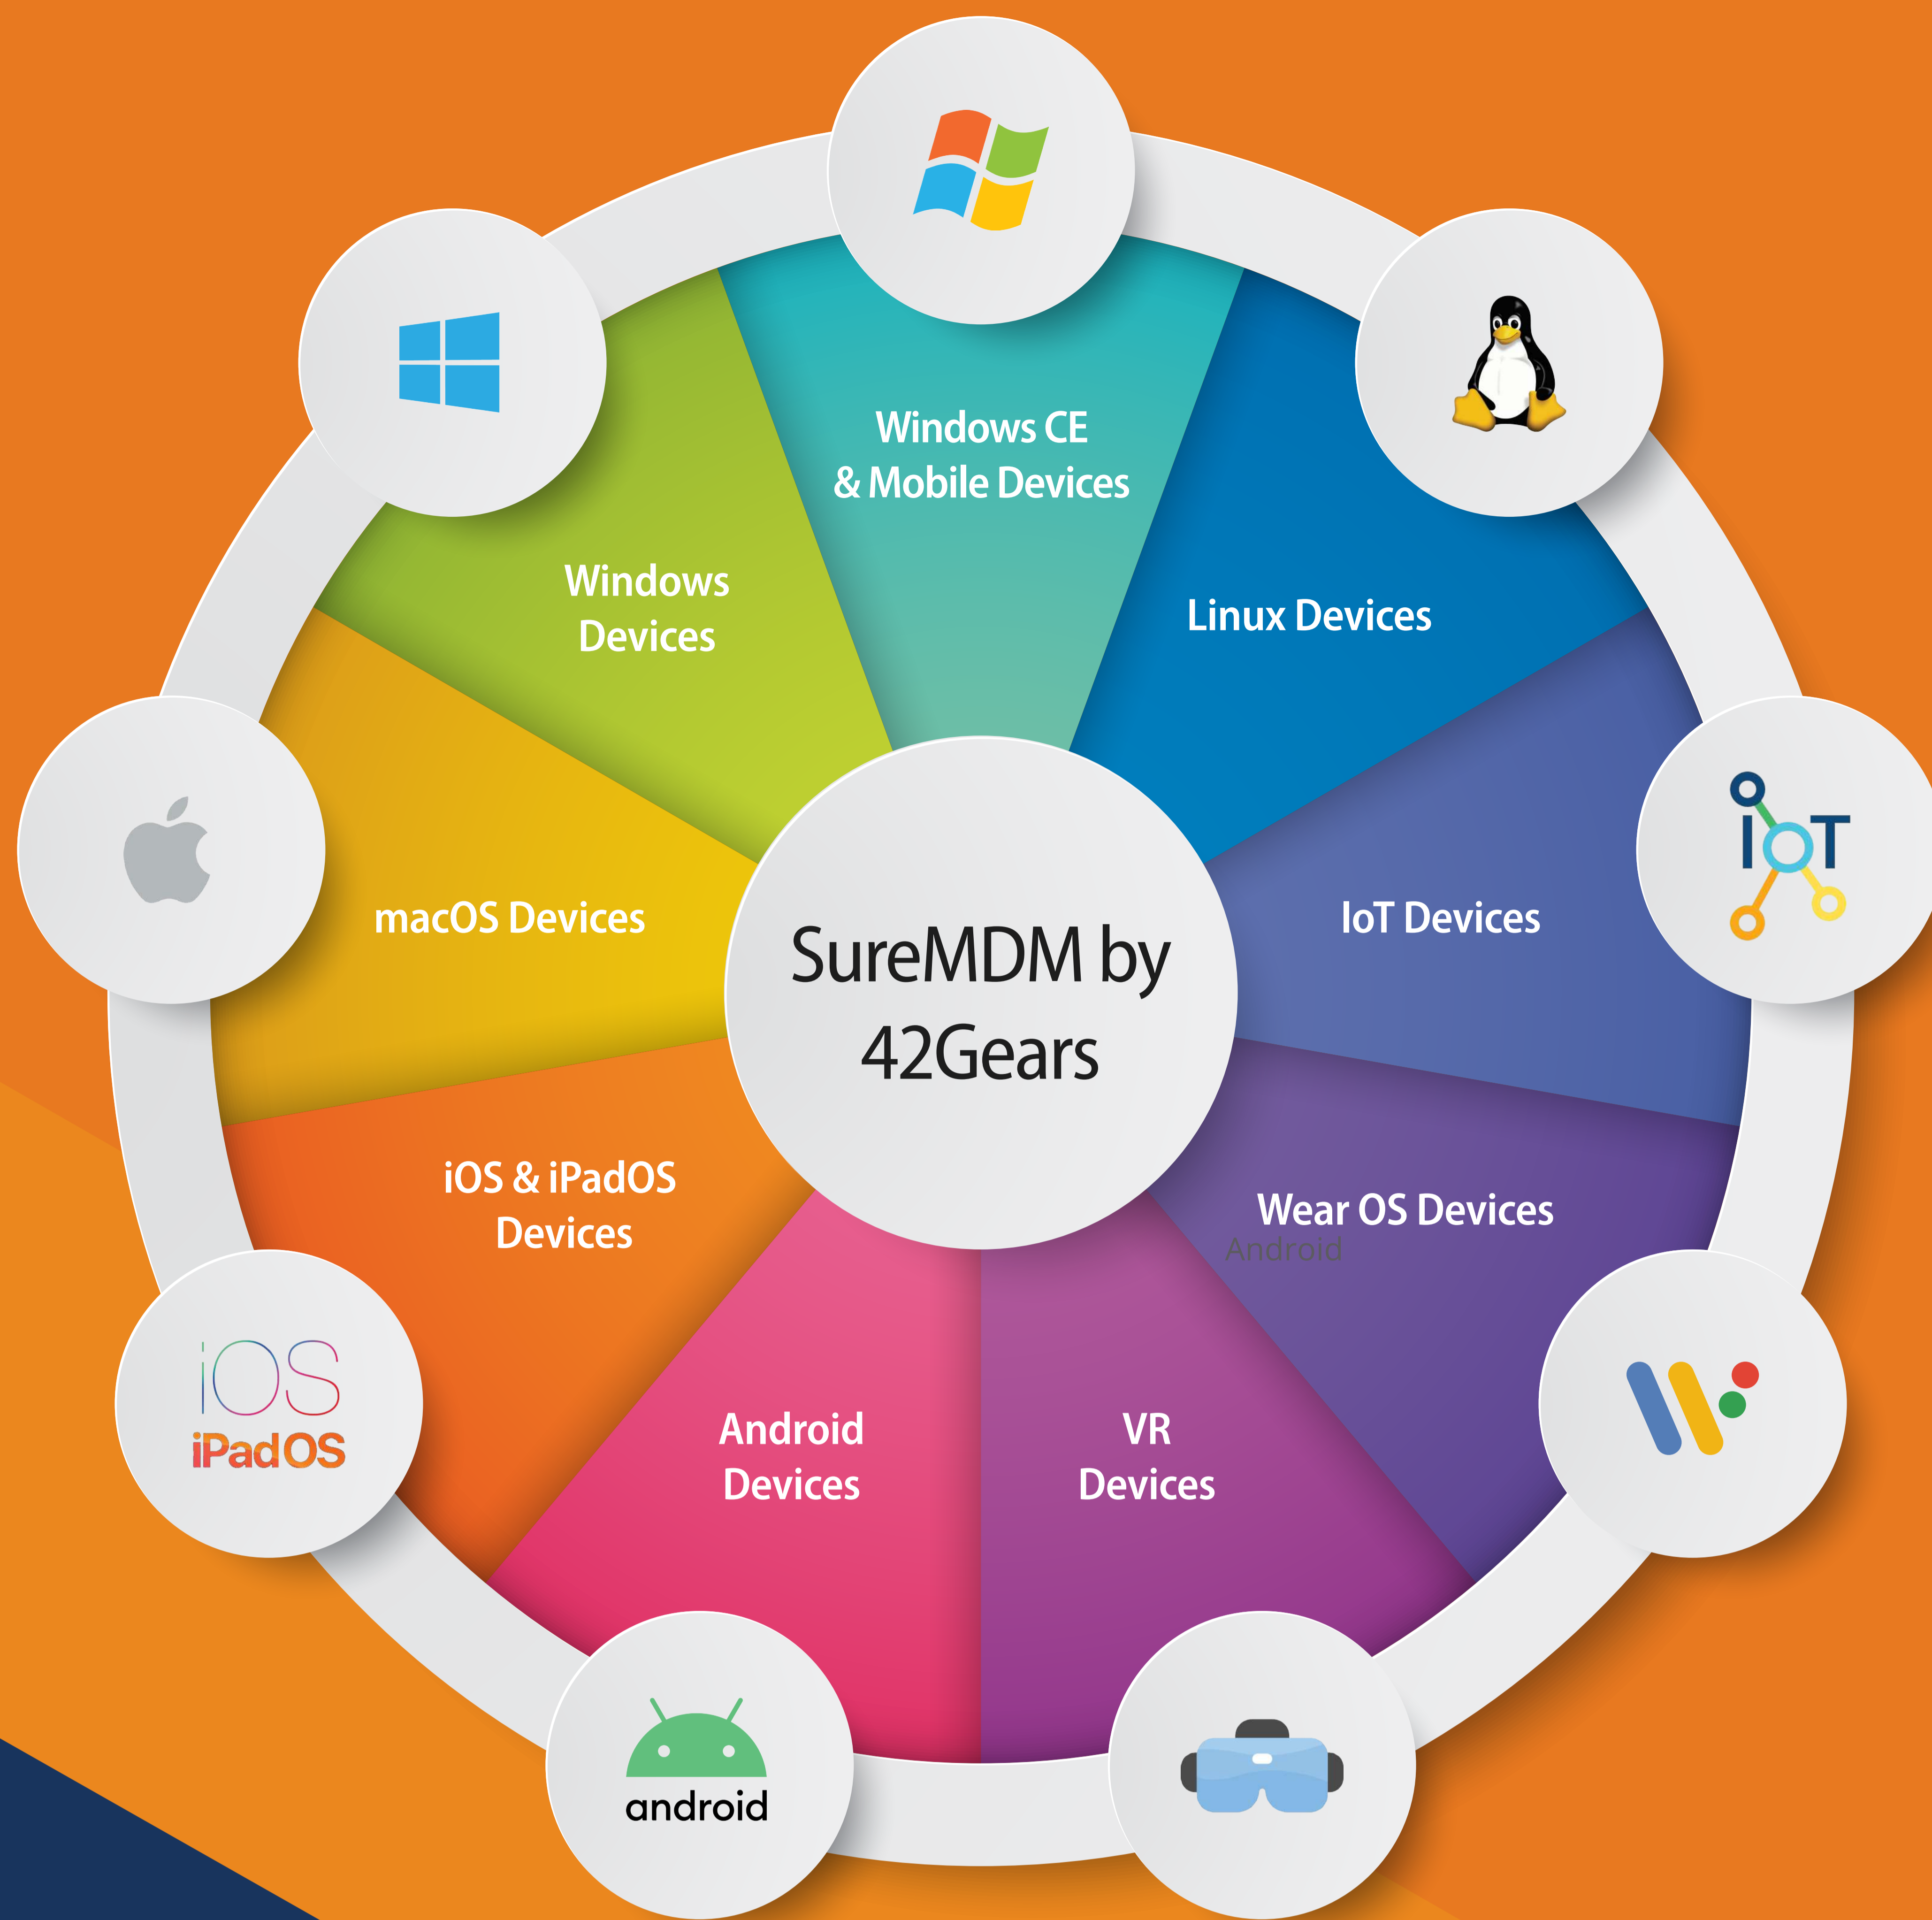 Windows CE
& Mobile Devices
Windows
Devices
Linux Devices
IoT
macOS Devices
IoT Devices
SureMDM by
42Gears
iOS & iPadOS
Devices
Wear OS Devices
Android
iOS
iPadOS
Android
Devices
VR
Devices
android